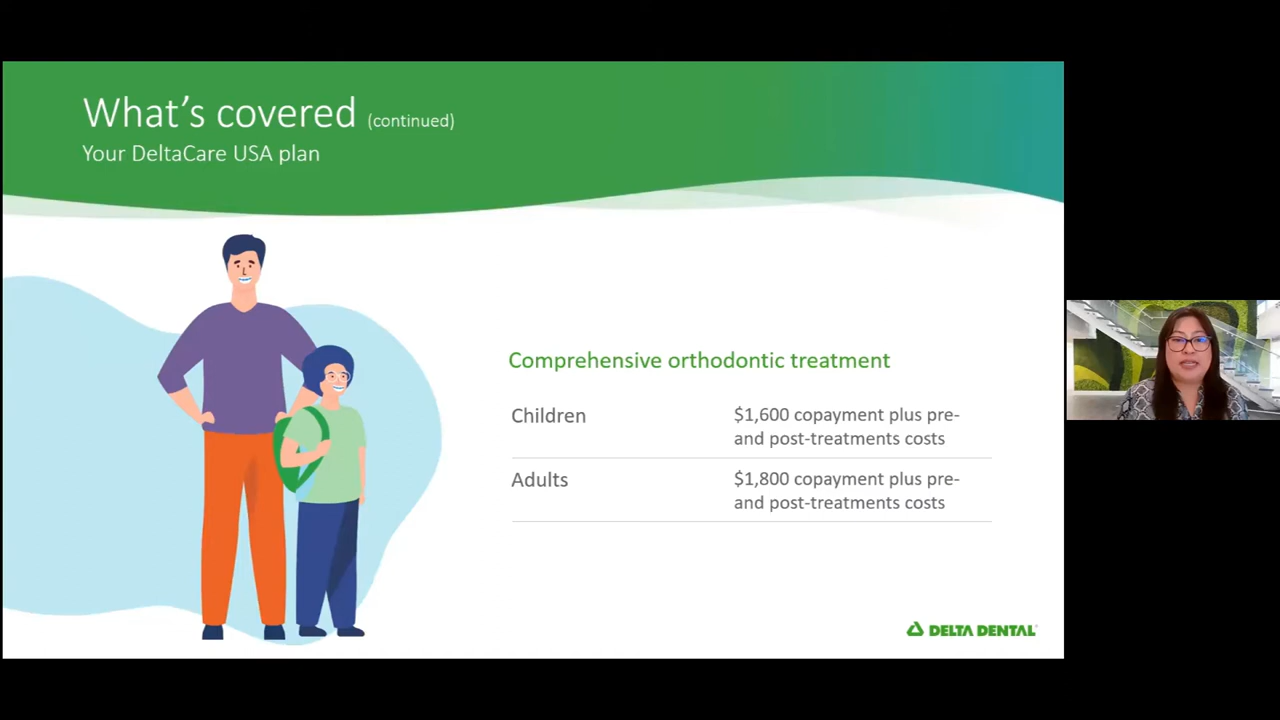 What's covered (continued)
Your DeltaCare USA plan
Comprehensive orthodontic treatment
Children
$1,600 copayment plus pre-
and post-treatments costs
Adults
$1,800 copayment plus pre-
and post-treatments costs
DELTA DENTAL